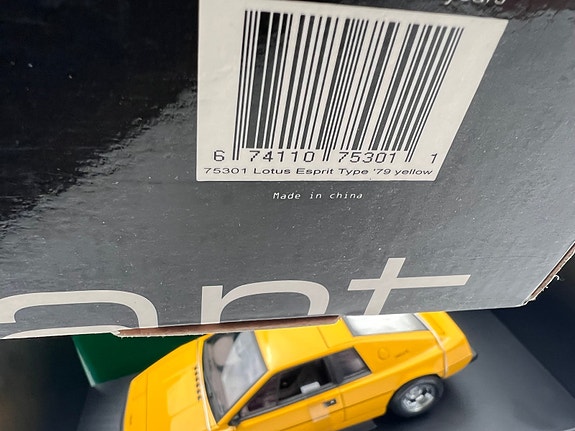 6 74110 75301 1
75301 Lotus Esprit Type '79 yellow
Made in china